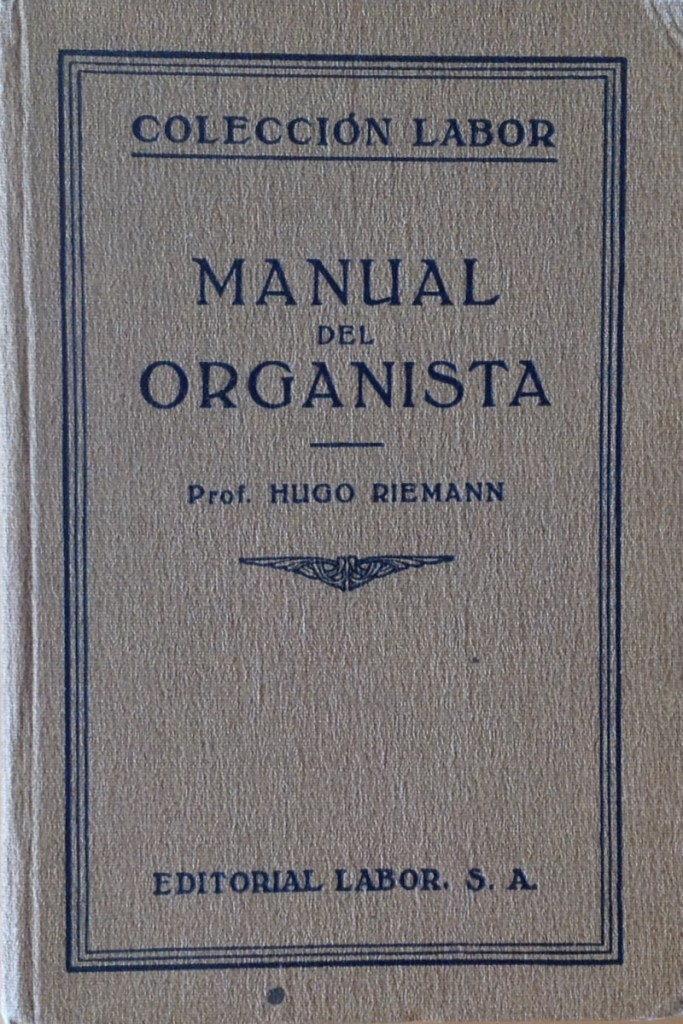 COLECCIÓN LABOR
MANUAL
DEL
ORGANISTA
Prof. HUGO RIEMANN
EDITORIAL LABOR. S. A.